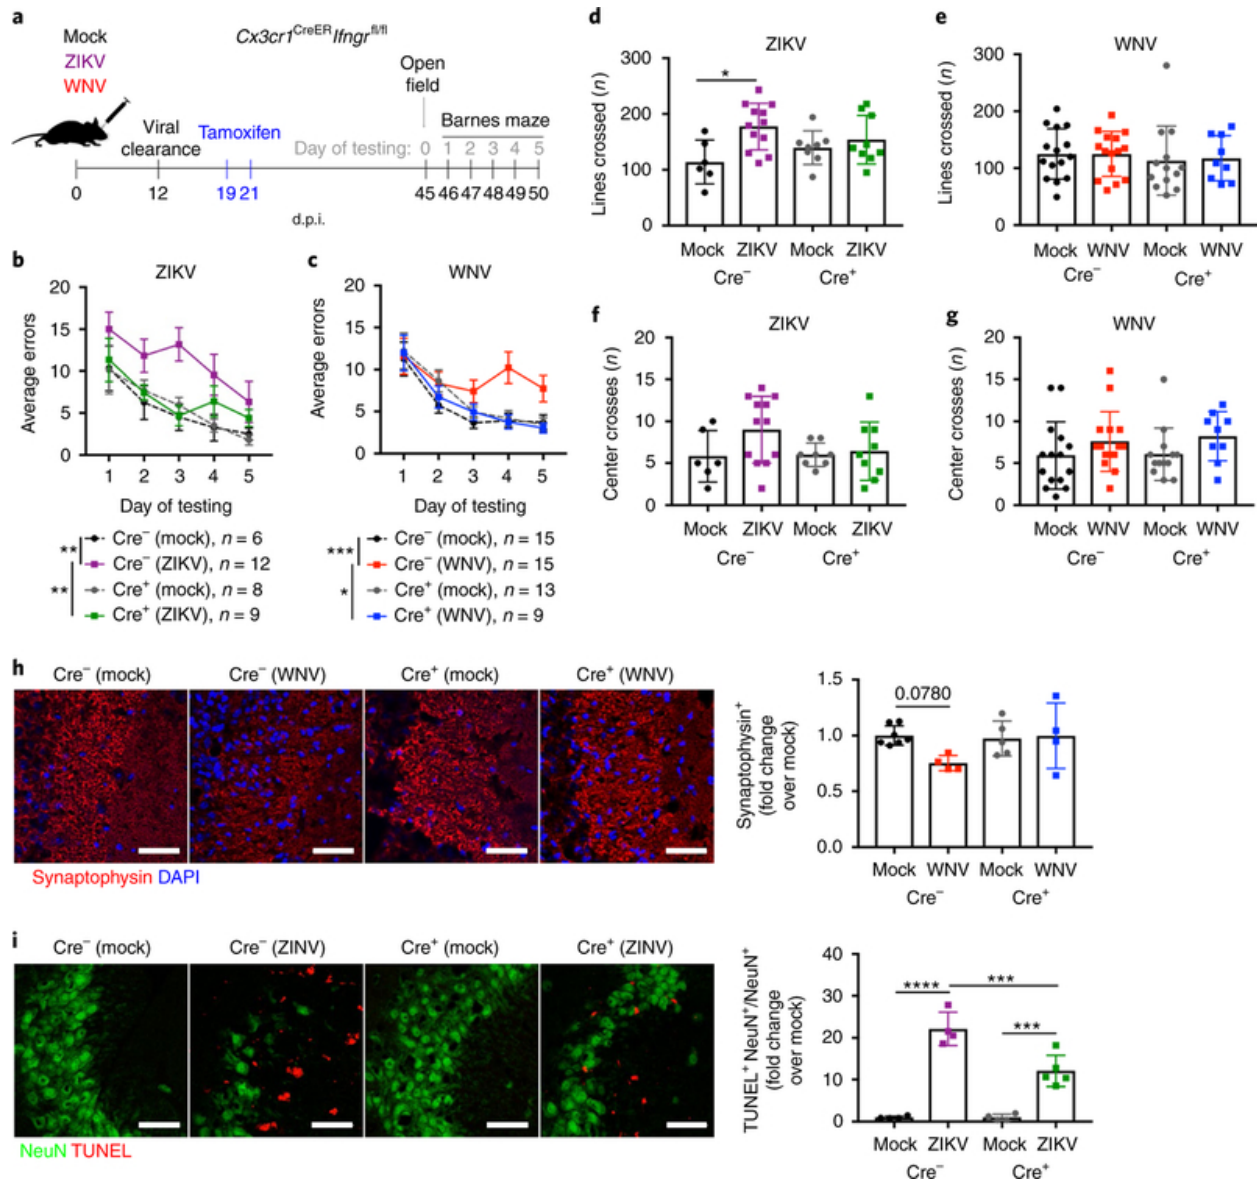 a
Mock
ZIKV
WNV
Cx3cr1CreER Ifngrfl/fl
Open
field
Viral
clearance
Tamoxifen
Barnes maze
Day of testing: 0 1 2 3 4 5
0 12 19 21 45 46 47 48 49 50
d.p.i.
b
ZIKV
20
15
10
5
0
Average errors
1 2 3 4 5
Day of testing
** Cre– (mock), n = 6
Cre– (ZIKV), n = 12
** Cre+ (mock), n = 8
Cre+ (ZIKV), n = 9
c
WNV
20
15
10
5
0
Average errors
1 2 3 4 5
Day of testing
*** Cre– (mock), n = 15
Cre– (WNV), n = 15
* Cre+ (mock), n = 13
Cre+ (WNV), n = 9
d
ZIKV
300
200
100
0
Lines crossed (n)
*
Mock ZIKV Mock ZIKV
Cre– Cre+
e
WNV
300
200
100
0
Lines crossed (n)
Mock WNV Mock WNV
Cre– Cre+
f
ZIKV
20
15
10
5
0
Center crosses (n)
Mock ZIKV Mock ZIKV
Cre– Cre+
g
WNV
20
15
10
5
0
Center crosses (n)
Mock WNV Mock WNV
Cre– Cre+
h
Cre– (mock) Cre– (WNV) Cre+ (mock) Cre+ (WNV)
Synaptophysin DAPI
1.5
1.0
0.5
0.0
Synaptophysin+
(fold change
over mock)
0.0780
Mock WNV Mock WNV
Cre– Cre+
i
Cre– (mock) Cre– (ZINV) Cre+ (mock) Cre+ (ZINV)
NeuN TUNEL
40
30
20
10
0
TUNEL+ NeuN+/NeuN+
(fold change
over mock)
**** *** ***
Mock ZIKV Mock ZIKV
Cre– Cre+